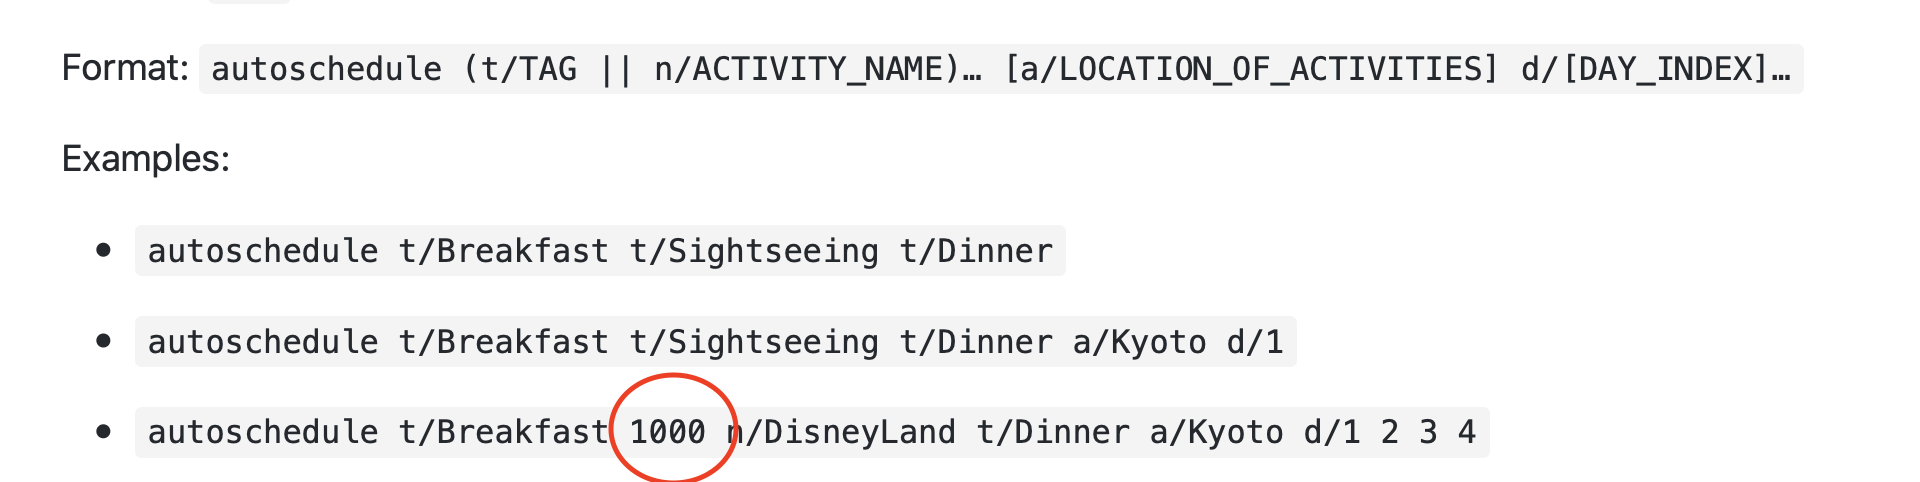 Format: autoschedule (t/TAG || n/ACTIVITY_NAME)… [a/LOCATION_OF_ACTIVITIES] d/[DAY_INDEX]…
Examples:
• autoschedule t/Breakfast t/Sightseeing t/Dinner
• autoschedule t/Breakfast t/Sightseeing t/Dinner a/Kyoto d/1
• autoschedule t/Breakfast 1000 n/DisneyLand t/Dinner a/Kyoto d/1 2 3 4